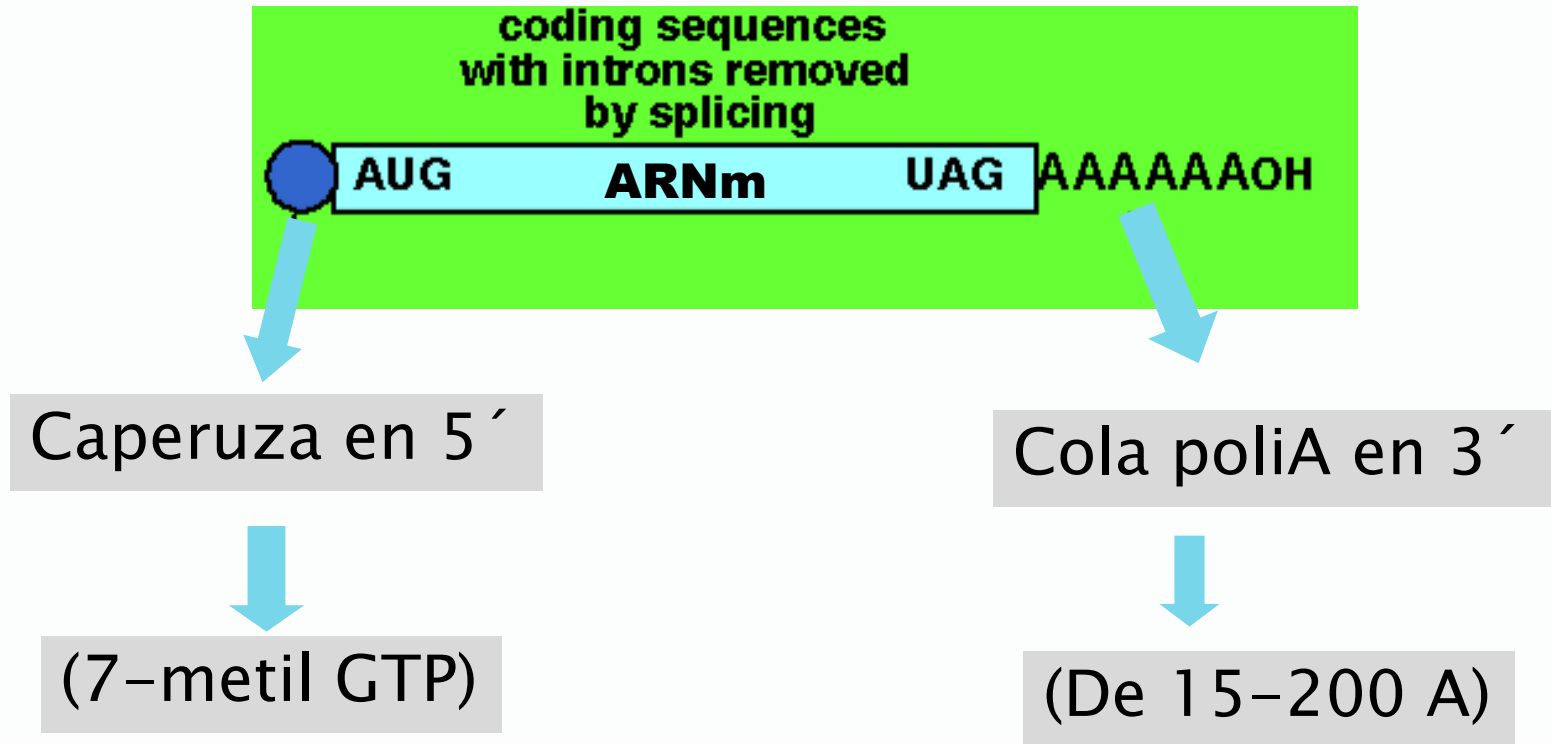 coding sequences
with introns removed
by splicing
AUG ARNm UAG AAAAAAOH
Caperuza en 5´
Cola poliA en 3´
(7-metil GTP)
(De 15-200 A)